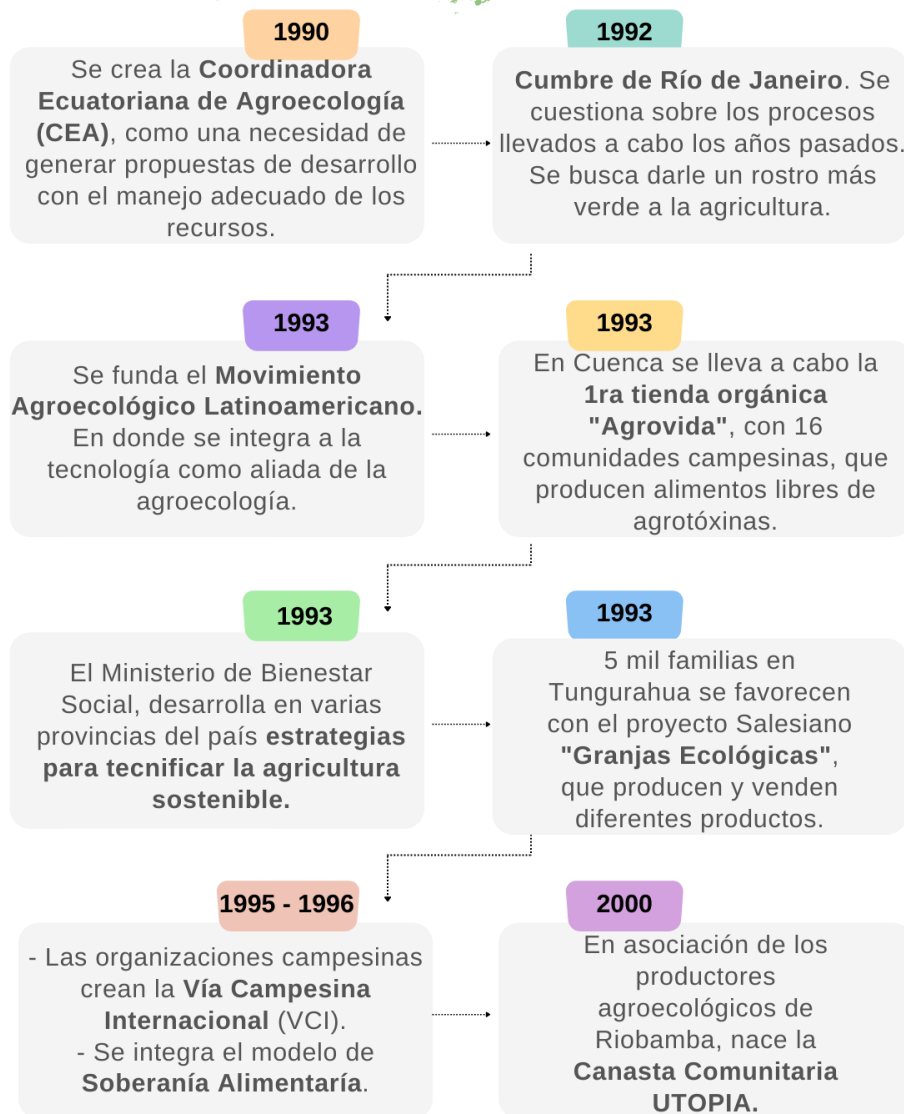 1990
Se crea la Coordinadora
Ecuatoriana de Agroecología
(CEA), como una necesidad de
generar propuestas de desarrollo
con el manejo adecuado de los
recursos.
1992
Cumbre de Río de Janeiro. Se
cuestiona sobre los procesos
llevados a cabo los años pasados.
Se busca darle un rostro más
verde a la agricultura.
1993
Se funda el Movimiento
Agroecológico Latinoamericano.
En donde se integra a la
tecnología como aliada de la
agroecología.
1993
En Cuenca se lleva a cabo la
1ra tienda orgánica
"Agrovida", con 16
comunidades campesinas, que
producen alimentos libres de
agrotóxinas.
1993
El Ministerio de Bienestar
Social, desarrolla en varias
provincias del país estrategias
para tecnificar la agricultura
sostenible.
1993
5 mil familias en
Tungurahua se favorecen
con el proyecto Salesiano
"Granjas Ecológicas",
que producen y venden
diferentes productos.
1995 - 1996
- Las organizaciones campesinas
crean la Vía Campesina
Internacional (VCI).
- Se integra el modelo de
Soberanía Alimentaría.
2000
En asociación de los
productores
agroecológicos de
Riobamba, nace la
Canasta Comunitaria
UTOPIA.